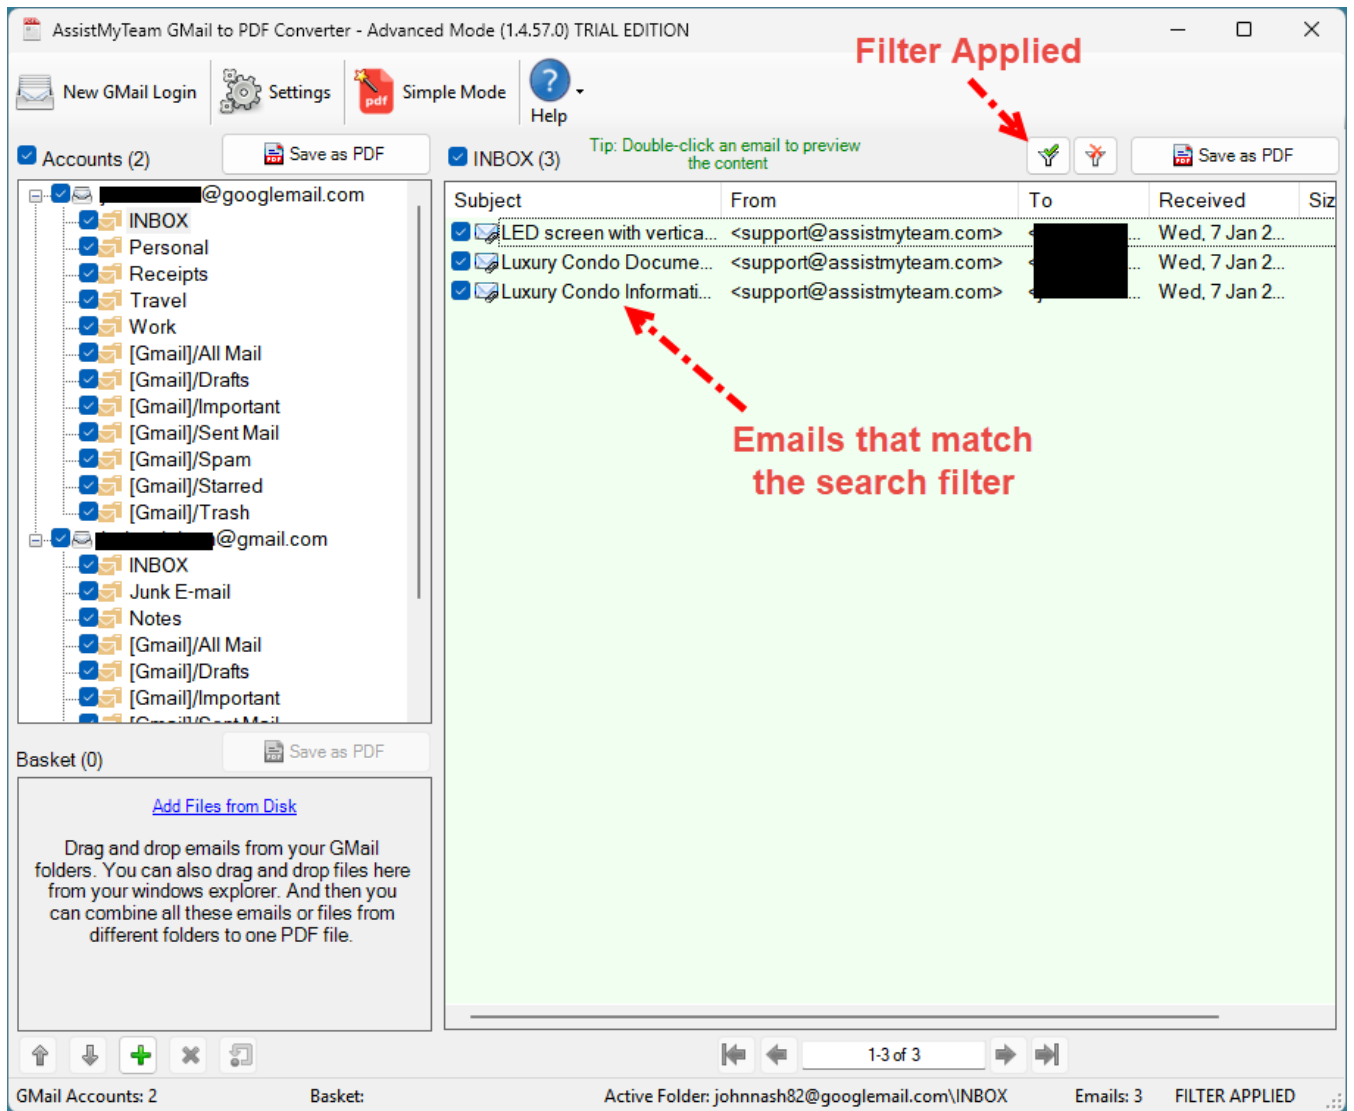 AssistMyTeam GMail to PDF Converter - Advanced Mode (1.4.57.0) TRIAL EDITION
Filter Applied
New GMail Login
Settings
pdf
Simple Mode
?
Help
Accounts (2)
Save as PDF
INBOX (3)
Tip: Double-click an email to preview
the content
Save as PDF
@googlemail.com
INBOX
Personal
Receipts
Travel
Work
[Gmail]/All Mail
[Gmail]/Drafts
[Gmail]/Important
[Gmail]/Sent Mail
[Gmail]/Spam
[Gmail]/Starred
[Gmail]/Trash
@gmail.com
INBOX
Junk E-mail
Notes
[Gmail]/All Mail
[Gmail]/Drafts
[Gmail]/Important
[Gmail]/Sent Mail
Subject From To Received Siz
LED screen with vertica... <support@assistmyteam.com> < ... Wed, 7 Jan 2...
Luxury Condo Docume... <support@assistmyteam.com> < ... Wed, 7 Jan 2...
Luxury Condo Informati... <support@assistmyteam.com> ... Wed, 7 Jan 2...
Emails that match
the search filter
Basket (0)
Save as PDF
Add Files from Disk
Drag and drop emails from your GMail
folders. You can also drag and drop files here
from your windows explorer. And then you
can combine all these emails or files from
different folders to one PDF file.
1-3 of 3
GMail Accounts: 2
Basket:
Active Folder: johnnash82@googlemail.com\INBOX
Emails: 3
FILTER APPLIED